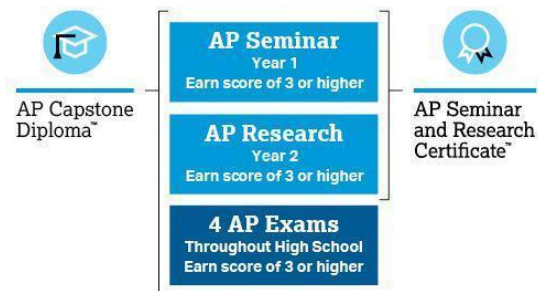 AP Capstone
Diploma™
AP Seminar
Year 1
Earn score of 3 or higher
AP Research
Year 2
Earn score of 3 or higher
4 AP Exams
Throughout High School
Earn score of 3 or higher
AP Seminar
and Research
Certificate™